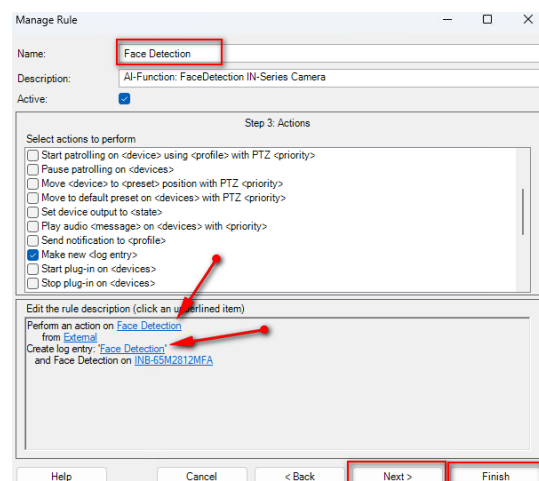 Manage Rule
Name:
Face Detection
Description:
AI-Function: FaceDetection IN-Series Camera
Active:
Step 3: Actions
Select actions to perform
Start patrolling on <device> using <profile> with PTZ <priority>
Pause patrolling on <devices>
Move <device> to <preset> position with PTZ <priority>
Move to default preset on <devices> with PTZ <priority>
Set device output to <state>
Play audio <message> on <devices> with <priority>
Send notification to <profile>
Make new <log entry>
Start plug-in on <devices>
Stop plug-in on <devices>
Edit the rule description (click an underlined item)
Perform an action on Face Detection
from External
Create log entry: 'Face Detection'
and Face Detection on INB-65M2812MFA
Help
Cancel
< Back
Next >
Finish